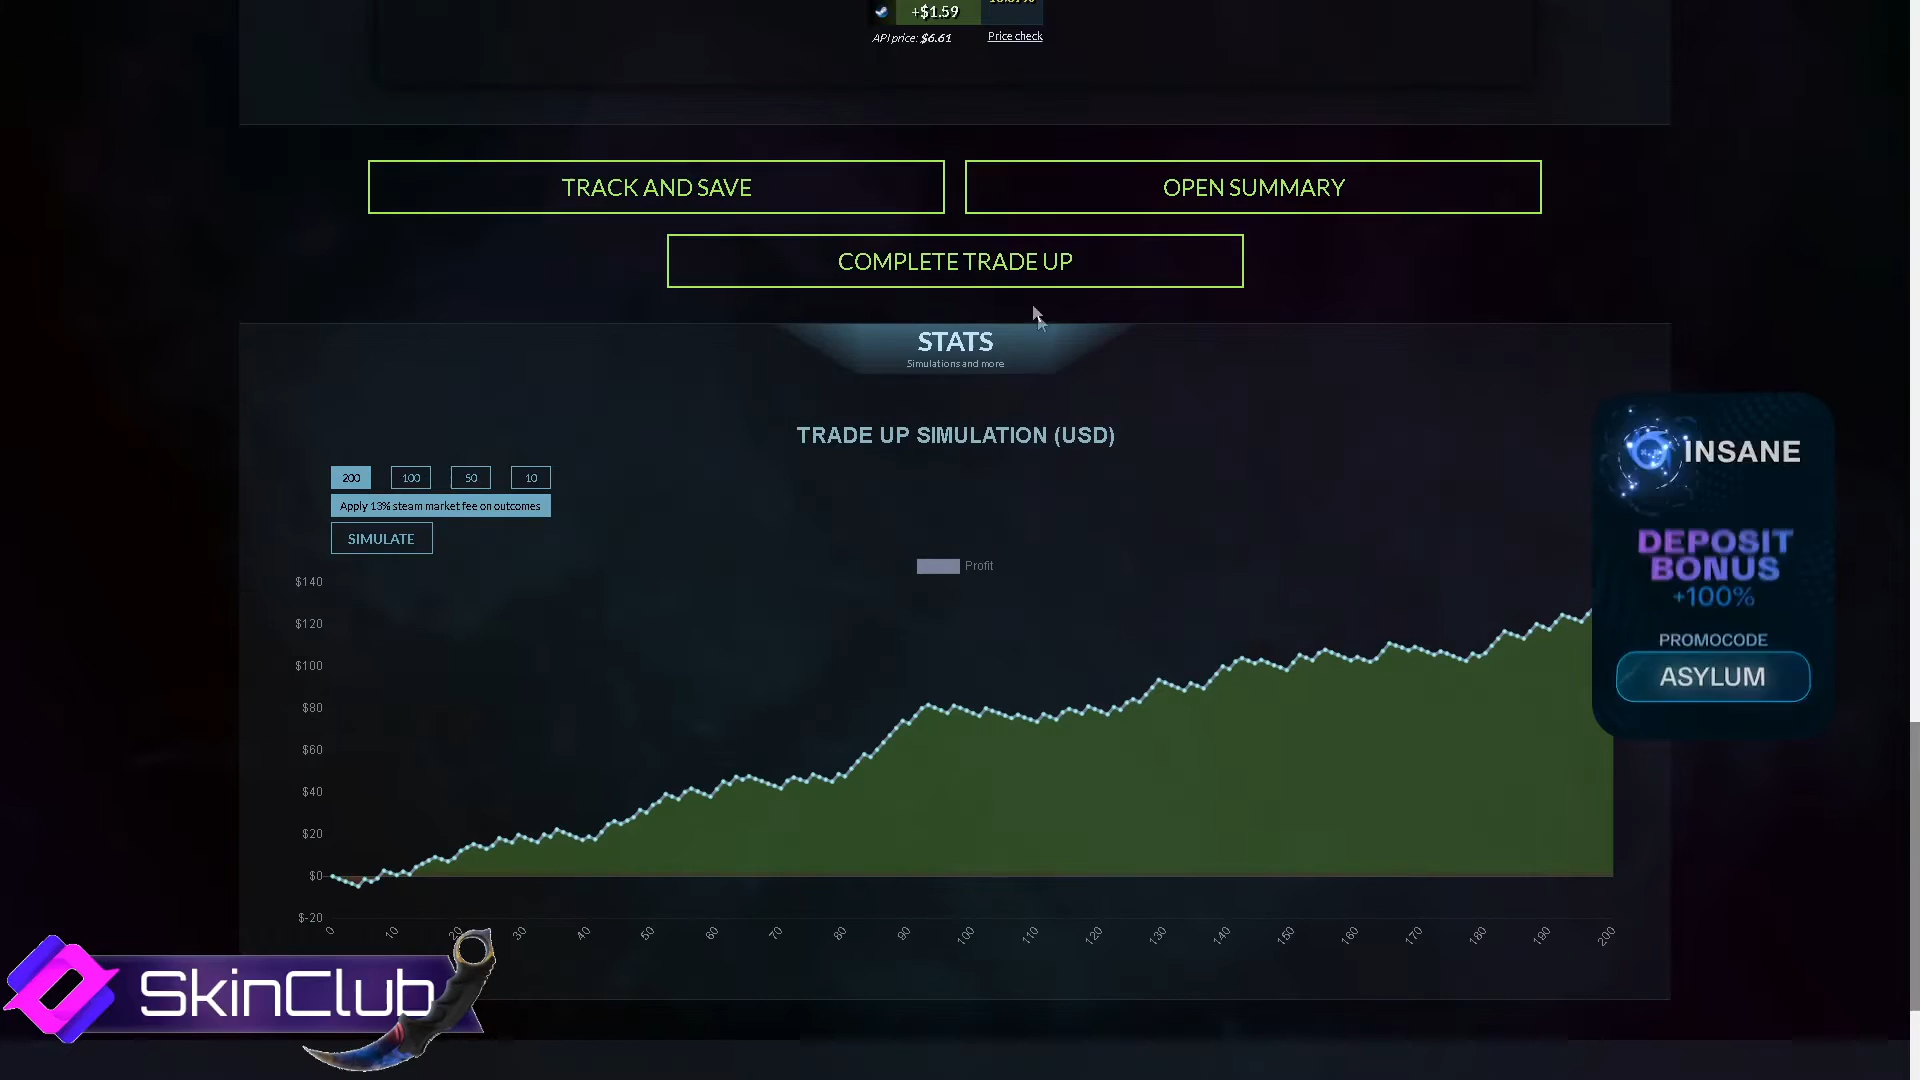 +$1.59
API price: $6.61
Price check
TRACK AND SAVE
OPEN SUMMARY
COMPLETE TRADE UP
STATS
Simulations and more
TRADE UP SIMULATION (USD)
200 100 50 10
Apply 13% steam market fee on outcomes
SIMULATE
Profit
$140
$120
$100
$80
$60
$40
$20
$0
$-20
0 10 20 30 40 50 60 70 80 90 100 110 120 130 140 150 160 170 180 190 200
INSANE
DEPOSIT
BONUS
+100%
PROMOCODE
ASYLUM
SkinClub